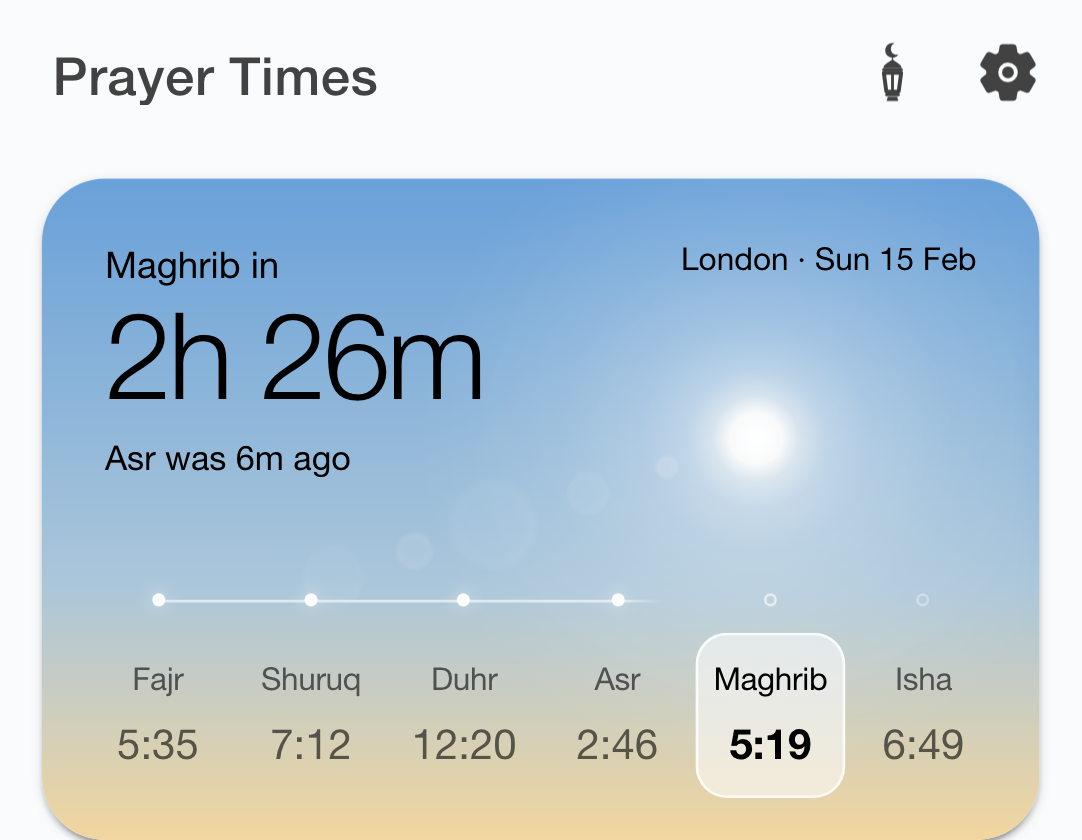 Prayer Times
Maghrib in
London · Sun 15 Feb
2h 26m
Asr was 6m ago
Fajr Shuruq Duhr Asr Maghrib Isha
5:35 7:12 12:20 2:46 5:19 6:49